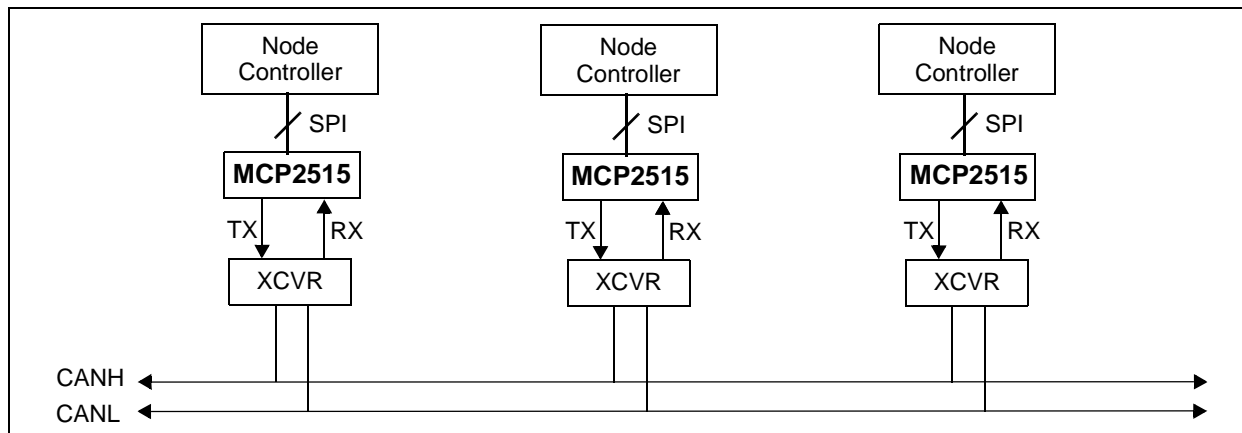 Node Controller
Node Controller
Node Controller
SPI
SPI
SPI
MCP2515
MCP2515
MCP2515
TX
RX
TX
RX
TX
RX
XCVR
XCVR
XCVR
CANH
CANL